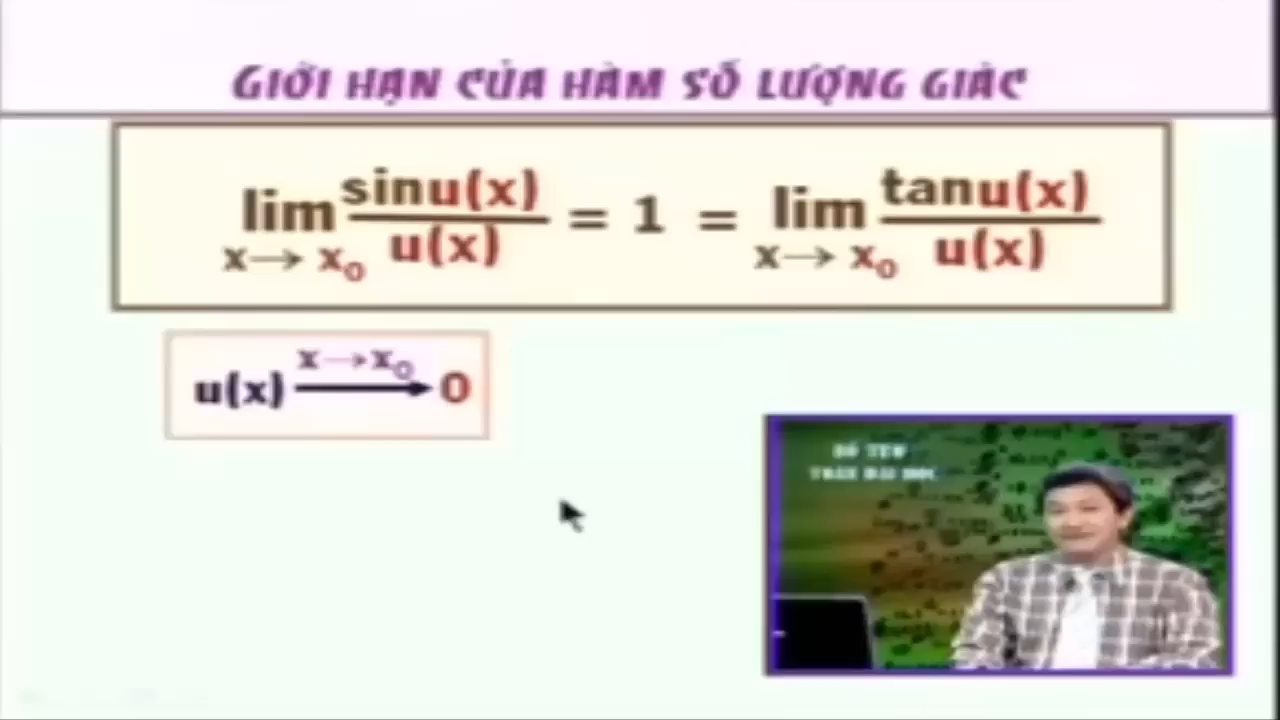 GIỚI HẠN CỦA HÀM SỐ LƯỢNG GIÁC
lim x→x₀ sinu(x)/u(x) = 1 = lim x→x₀ tanu(x)/u(x)
u(x) x→x₀ 0